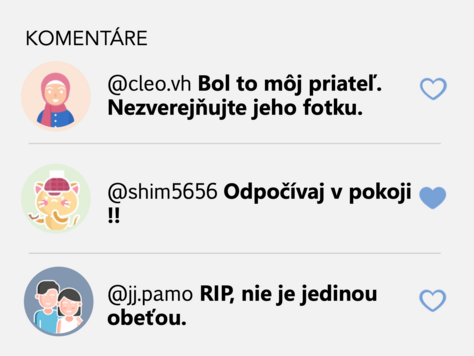 KOMENTÁRE
@cleo.vh Bol to môj priateľ.
Nezverejňujte jeho fotku.
@shim5656 Odpočívaj v pokoji
!!
@jj.pamo RIP, nie je jedinou
obeťou.